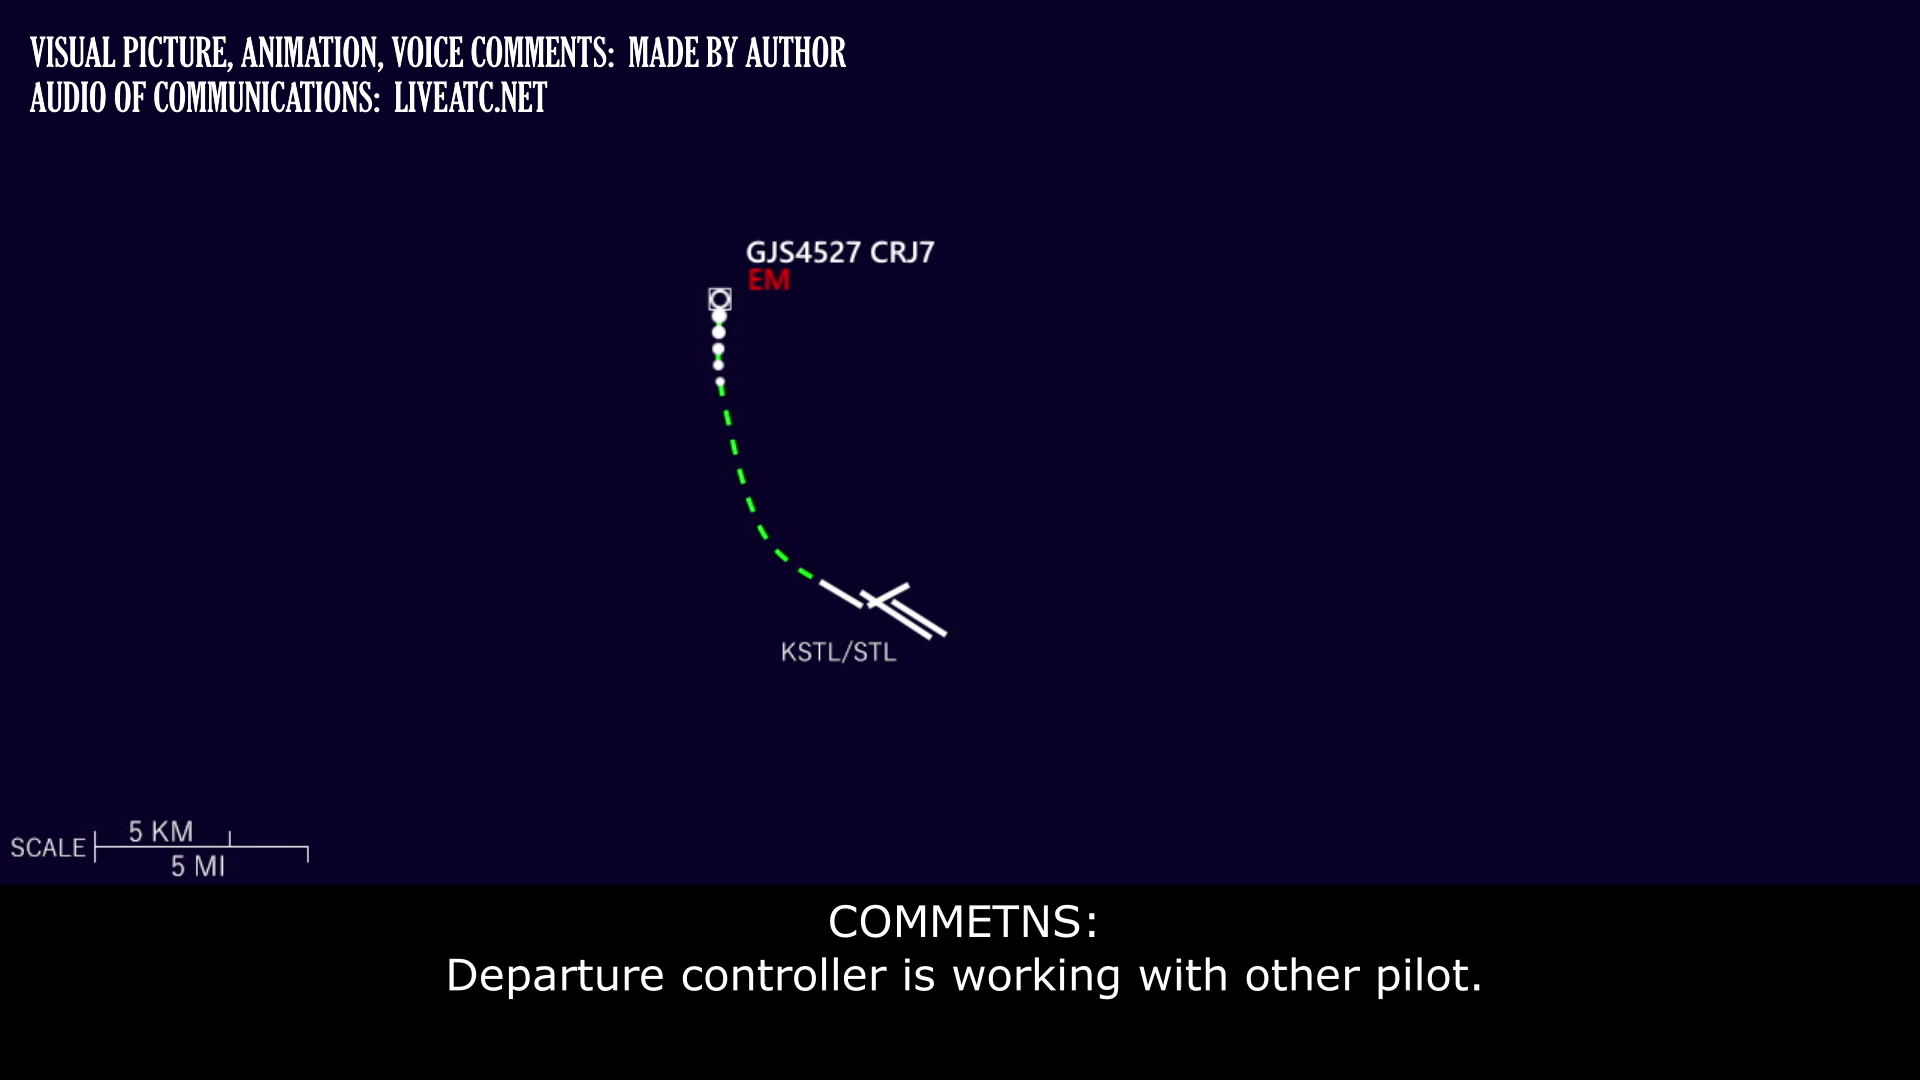 VISUAL PICTURE, ANIMATION, VOICE COMMENTS: MADE BY AUTHOR
AUDIO OF COMMUNICATIONS: LIVEATC.NET
GJS4527 CRJ7
EM
KSTL/STL
5 KM
SCALE
5 MI
COMMETNS:
Departure controller is working with other pilot.